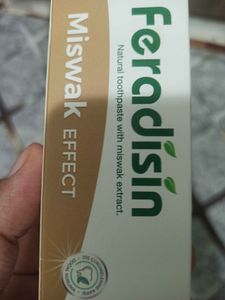 Feradisin
Natural toothpaste with miswak extract.
Miswak EFFECT